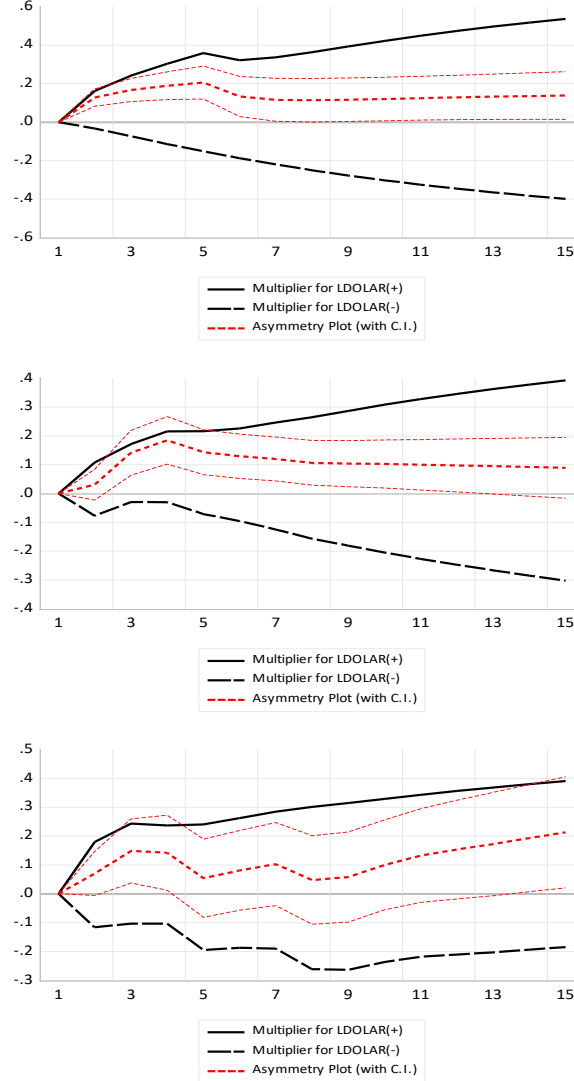 .6
.4
.2
.0
-.2
-.4
-.6
1 3 5 7 9 11 13 15
Multiplier for LDOLAR(+)
Multiplier for LDOLAR(-)
Asymmetry Plot (with C.I.)
.4
.3
.2
.1
.0
-.1
-.2
-.3
-.4
1 3 5 7 9 11 13 15
Multiplier for LDOLAR(+)
Multiplier for LDOLAR(-)
Asymmetry Plot (with C.I.)
.5
.4
.3
.2
.1
.0
-.1
-.2
-.3
1 3 5 7 9 11 13 15
Multiplier for LDOLAR(+)
Multiplier for LDOLAR(-)
Asymmetry Plot (with C.I.)